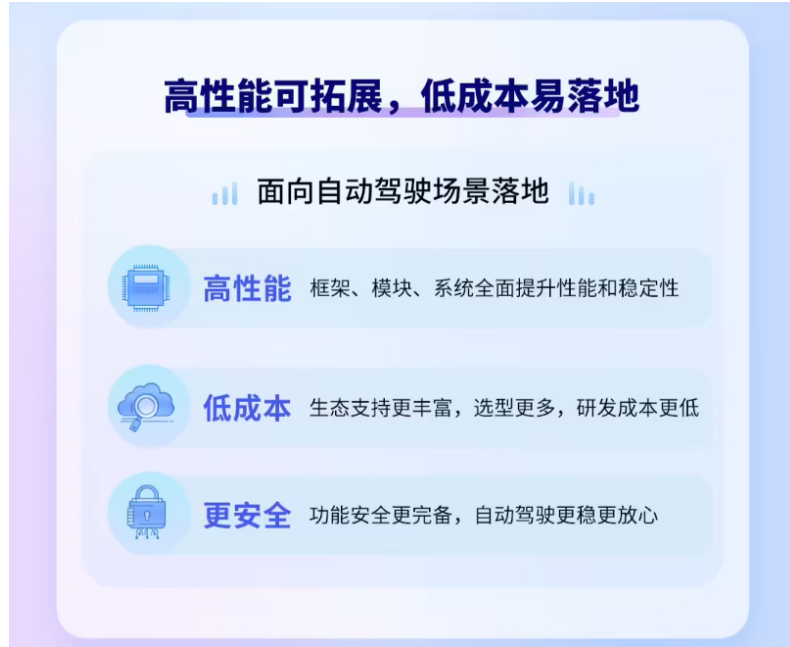 高性能可拓展，低成本易落地
面向自动驾驶场景落地
高性能 框架、模块、系统全面提升性能和稳定性
低成本 生态支持更丰富，选型更多，研发成本更低
更安全 功能安全更完备，自动驾驶更稳更放心